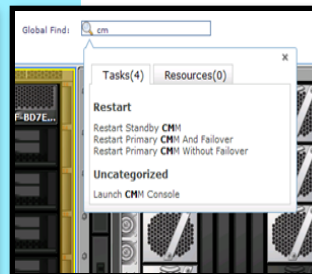 Global Find: cm
x
Tasks(4) Resources(0)
Restart
Restart Standby CMM
Restart Primary CMM And Failover
Restart Primary CMM Without Failover
Uncategorized
Launch CMM Console
F-BD7E...